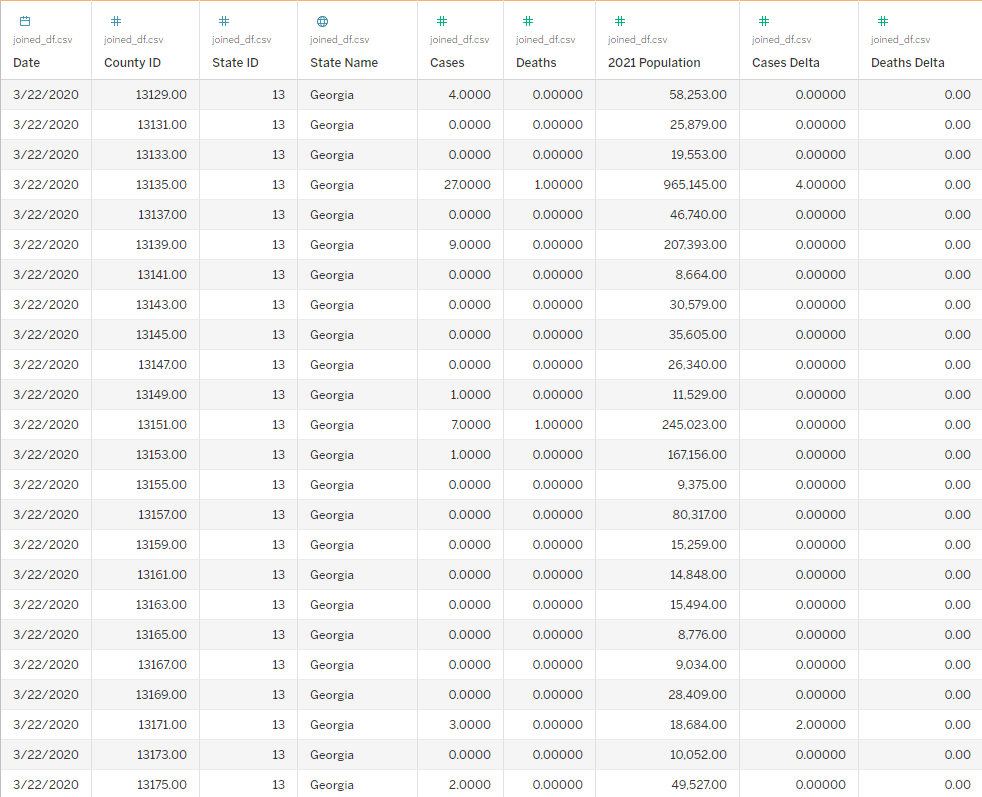 joined_df.csv joined_df.csv joined_df.csv joined_df.csv joined_df.csv joined_df.csv joined_df.csv joined_df.csv joined_df.csv
Date County ID State ID State Name Cases Deaths 2021 Population Cases Delta Deaths Delta
3/22/2020 13129.00 13 Georgia 4.0000 0.00000 58,253.00 0.00000 0.00
3/22/2020 13131.00 13 Georgia 0.0000 0.00000 25,879.00 0.00000 0.00
3/22/2020 13133.00 13 Georgia 0.0000 0.00000 19,553.00 0.00000 0.00
3/22/2020 13135.00 13 Georgia 27.0000 1.00000 965,145.00 4.00000 0.00
3/22/2020 13137.00 13 Georgia 0.0000 0.00000 46,740.00 0.00000 0.00
3/22/2020 13139.00 13 Georgia 9.0000 0.00000 207,393.00 0.00000 0.00
3/22/2020 13141.00 13 Georgia 0.0000 0.00000 8,664.00 0.00000 0.00
3/22/2020 13143.00 13 Georgia 0.0000 0.00000 30,579.00 0.00000 0.00
3/22/2020 13145.00 13 Georgia 0.0000 0.00000 35,605.00 0.00000 0.00
3/22/2020 13147.00 13 Georgia 0.0000 0.00000 26,340.00 0.00000 0.00
3/22/2020 13149.00 13 Georgia 1.0000 0.00000 11,529.00 0.00000 0.00
3/22/2020 13151.00 13 Georgia 7.0000 1.00000 245,023.00 0.00000 0.00
3/22/2020 13153.00 13 Georgia 1.0000 0.00000 167,156.00 0.00000 0.00
3/22/2020 13155.00 13 Georgia 0.0000 0.00000 9,375.00 0.00000 0.00
3/22/2020 13157.00 13 Georgia 0.0000 0.00000 80,317.00 0.00000 0.00
3/22/2020 13159.00 13 Georgia 0.0000 0.00000 15,259.00 0.00000 0.00
3/22/2020 13161.00 13 Georgia 0.0000 0.00000 14,848.00 0.00000 0.00
3/22/2020 13163.00 13 Georgia 0.0000 0.00000 15,494.00 0.00000 0.00
3/22/2020 13165.00 13 Georgia 0.0000 0.00000 8,776.00 0.00000 0.00
3/22/2020 13167.00 13 Georgia 0.0000 0.00000 9,034.00 0.00000 0.00
3/22/2020 13169.00 13 Georgia 0.0000 0.00000 28,409.00 0.00000 0.00
3/22/2020 13171.00 13 Georgia 3.0000 0.00000 18,684.00 2.00000 0.00
3/22/2020 13173.00 13 Georgia 0.0000 0.00000 10,052.00 0.00000 0.00
3/22/2020 13175.00 13 Georgia 2.0000 0.00000 49,527.00 0.00000 0.00